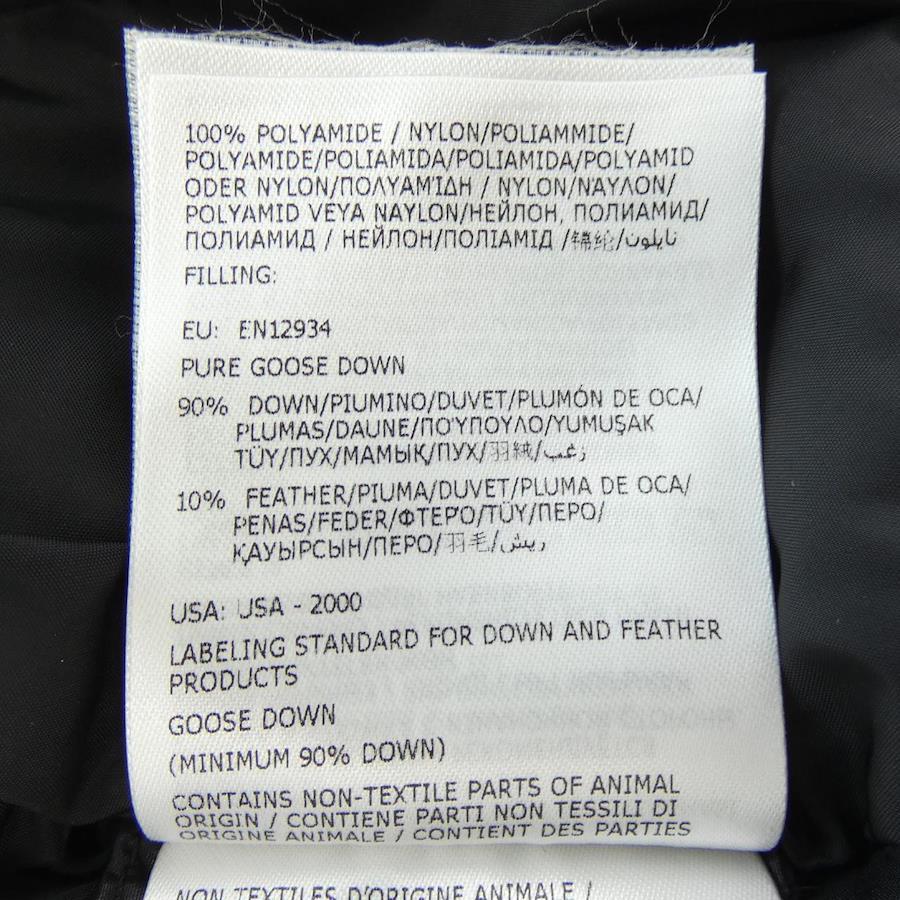 100% POLYAMIDE / NYLON/POLIAMMIDE/
POLYAMIDE/POLIAMIDA/POLIAMIDA/POLYAMID
ODER NYLON/ΠΟΛΥΑΜΊΔΗ / NYLON/ΝΆΥΛΟΝ/
POLYAMID VEYA NAYLON/НЕЙЛОН, ПОЛИАМИД/
ПОЛИАМИД / НЕЙЛОН/ПОЛІАМІД /锦纶/نايلون
FILLING:
EU: EN12934
PURE GOOSE DOWN
90% DOWN/PIUMINO/DUVET/PLUMÓN DE OCA/
PLUMAS/DAUNE/ΠΟΎΠΟΥΛΟ/YUMUŞAK
TÜY/ПУХ/МАМЫҚ/ПУХ/羽绒/زغب
10% FEATHER/PIUMA/DUVET/PLUMA DE OCA/
PENAS/FEDER/ΦΤΕΡΌ/TÜY/ПЕРО/
ҚАУЫРСЫН/ПЕРО/羽毛/ريش
USA: USA - 2000
LABELING STANDARD FOR DOWN AND FEATHER
PRODUCTS
GOOSE DOWN
(MINIMUM 90% DOWN)
CONTAINS NON-TEXTILE PARTS OF ANIMAL
ORIGIN / CONTIENE PARTI NON TESSILI DI
ORIGINE ANIMALE / CONTIENT DES PARTIES
NON TEXTILES D'ORIGINE ANIMALE /